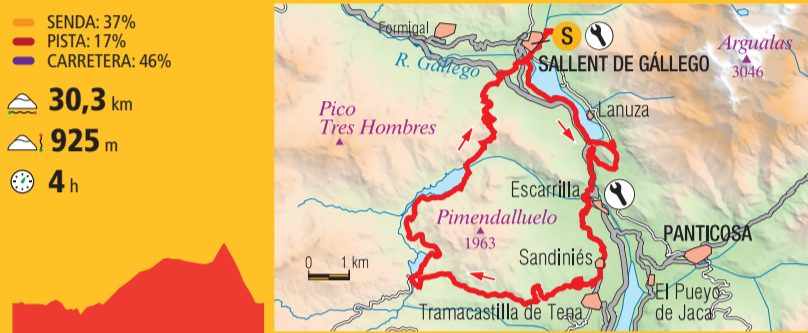 SENDA: 37%
PISTA: 17%
CARRETERA: 46%
30,3 km
925 m
4 h
Formigal
S
R. Gállego
SALLENT DE GÁLLEGO
Argualas
3046
Lanuza
Pico
Tres Hombres
Escarrilla
Pimendalluelo
1963
PANTICOSA
0 1 km
Sandiniés
Tramacastilla de Tena
El Pueyo
de Jaca